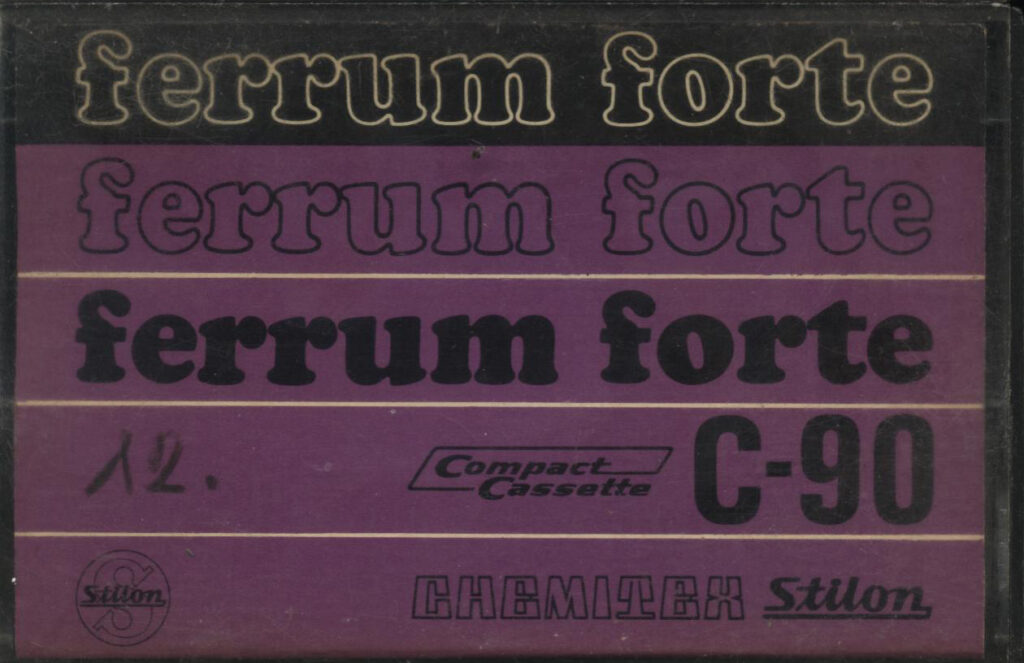 ferrum forte
ferrum forte
ferrum forte
12.
Compact
Cassette
C-90
Stilon
CHEMITEX Stilon